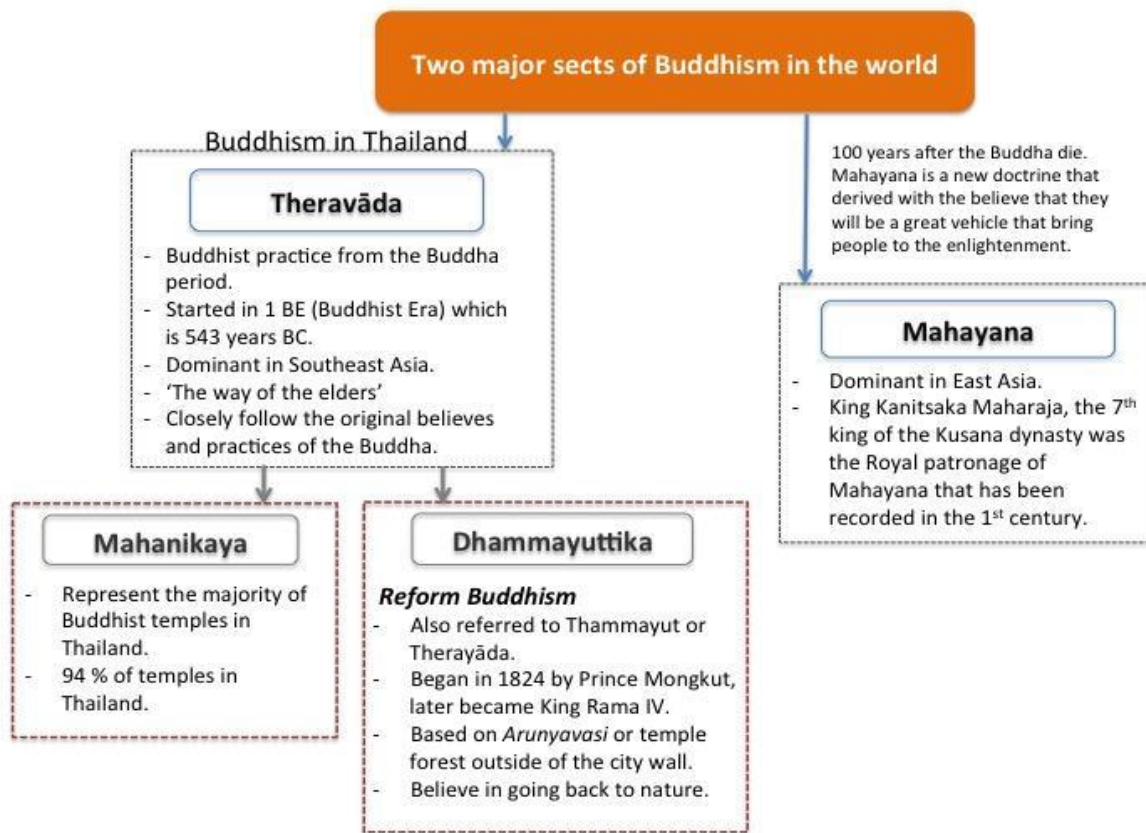 Two major sects of Buddhism in the world
Buddhism in Thailand
Theravāda
- Buddhist practice from the Buddha
period.
- Started in 1 BE (Buddhist Era) which
is 543 years BC.
- Dominant in Southeast Asia.
- ‘The way of the elders’
- Closely follow the original believes
and practices of the Buddha.
100 years after the Buddha die.
Mahayana is a new doctrine that
derived with the believe that they
will be a great vehicle that bring
people to the enlightenment.
Mahayana
- Dominant in East Asia.
- King Kanitsaka Maharaja, the 7th
king of the Kusana dynasty was
the Royal patronage of
Mahayana that has been
recorded in the 1st century.
Mahanikaya
- Represent the majority of
Buddhist temples in
Thailand.
- 94 % of temples in
Thailand.
Dhammayuttika
Reform Buddhism
- Also referred to Thammayut or
Therayāda.
- Began in 1824 by Prince Mongkut,
later became King Rama IV.
- Based on Arunyavasi or temple
forest outside of the city wall.
- Believe in going back to nature.